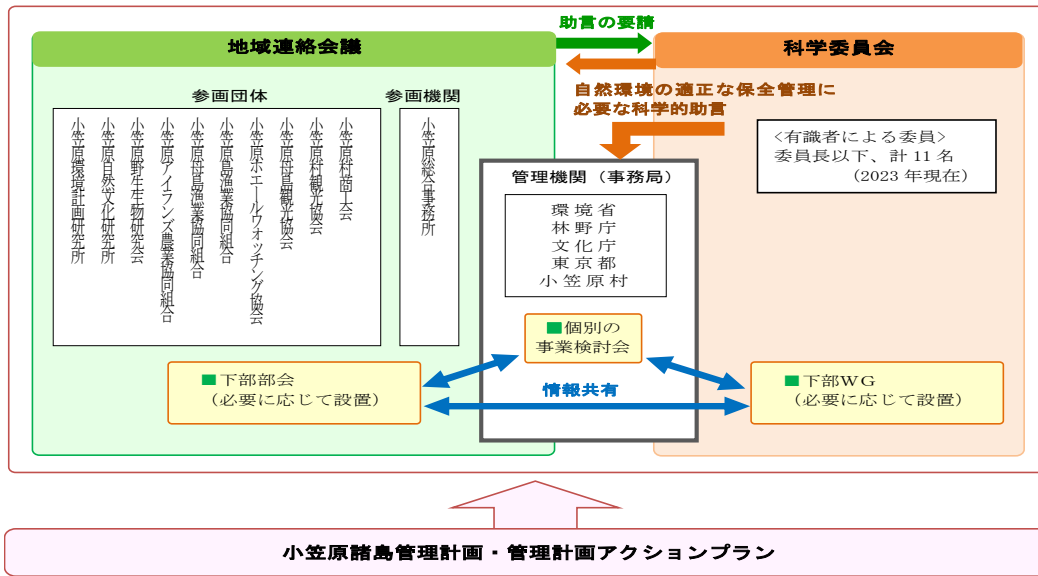 助言の要請
地域連絡会議
科学委員会
自然環境の適正な保全管理に
必要な科学的助言
参画団体
参画機関
小笠原村商工会
小笠原村観光協会
小笠原母島観光協会
小笠原ホエールウォッチング協会
小笠原島漁業協同組合
小笠原母島漁業協同組合
小笠原アイランズ農業協同組合
小笠原野生生物研究会
小笠原自然文化研究所
小笠原環境計画研究所
小笠原総合事務所
<有識者による委員>
委員長以下、計 11 名
(2023 年現在)
管理機関(事務局)
環境省
林野庁
文化庁
東京都
小笠原村
■個別の
事業検討会
■下部部会
(必要に応じて設置)
情報共有
■下部WG
(必要に応じて設置)
小笠原諸島管理計画・管理計画アクションプラン